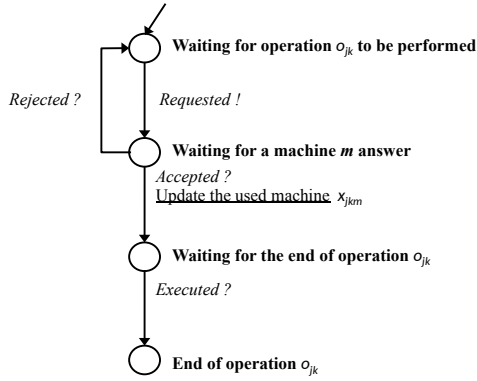 Waiting for operation ojk to be performed
Rejected ?
Requested !
Waiting for a machine m answer
Accepted ?
Update the used machine xjkm
Waiting for the end of operation ojk
Executed ?
End of operation ojk